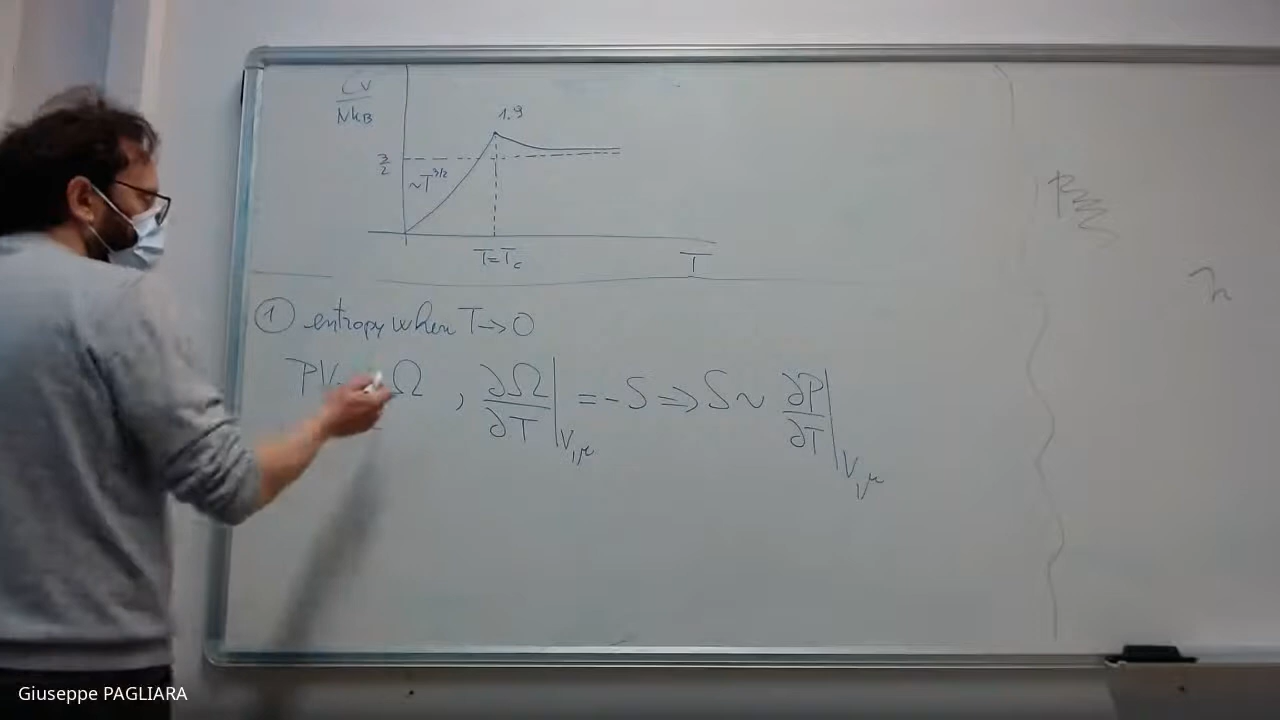 CV
NkB
1.9
3/2
~T^3/2
T=Tc
T
① entropy when T→0
PV Ω , ∂Ω/∂T|V,μ = -S ⇒ S ~ ∂P/∂T|V,μ
Giuseppe PAGLIARA